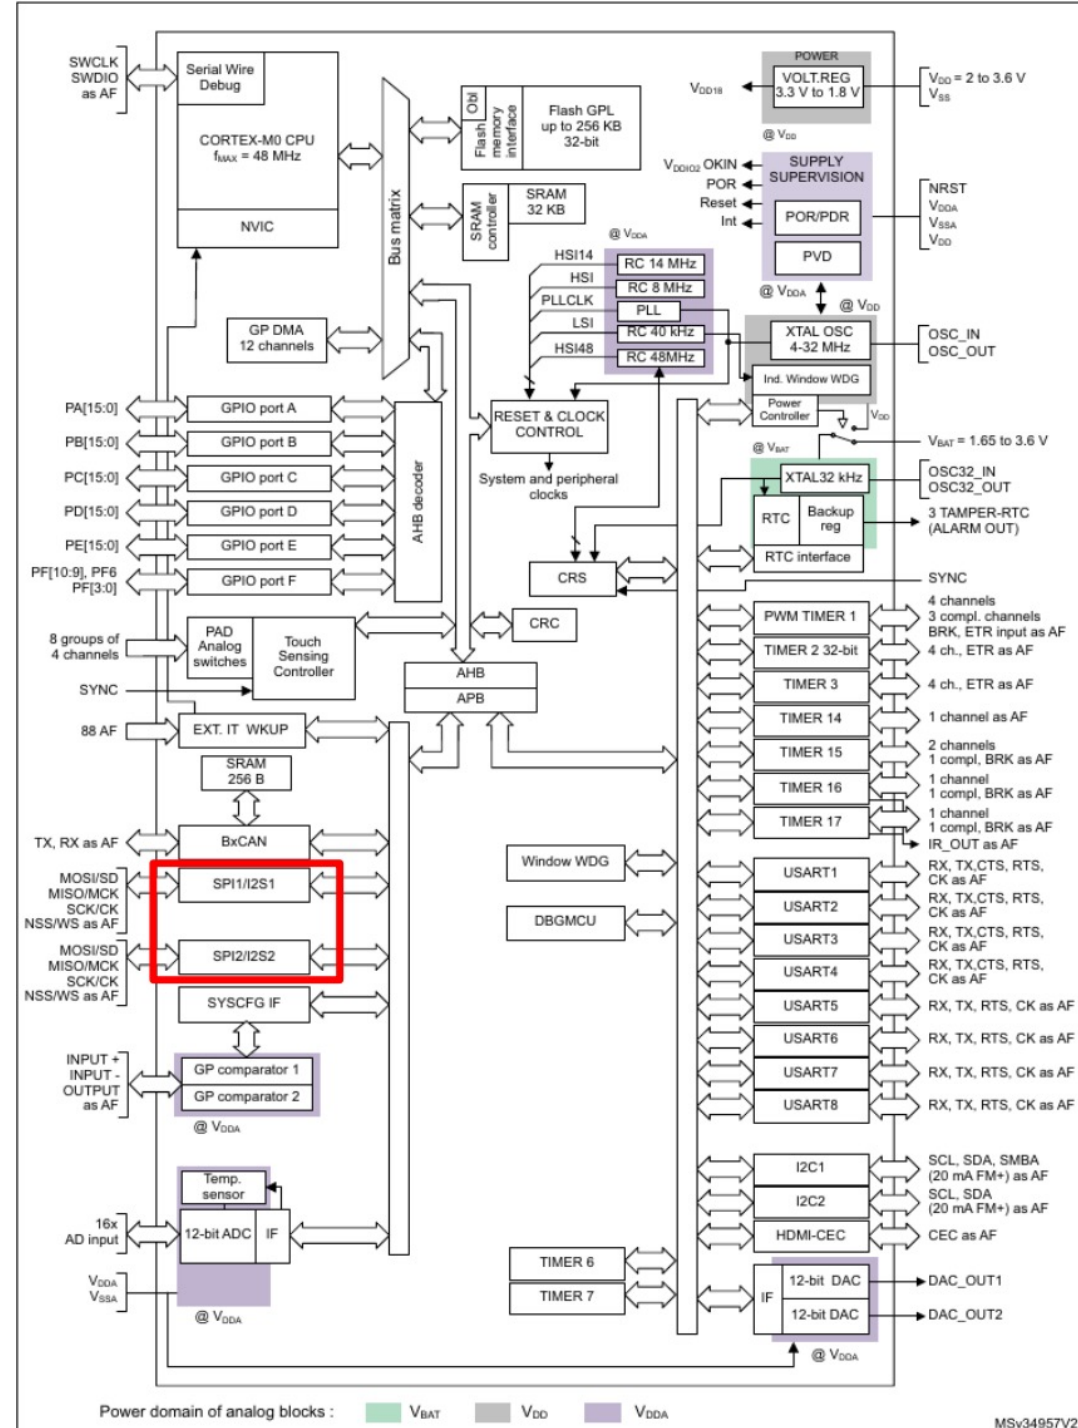 SWCLK
SWDIO
as AF
Serial Wire
Debug
CORTEX-M0 CPU
fMAX = 48 MHz
NVIC
Bus matrix
Obl
Flash
memory
interface
Flash GPL
up to 256 KB
32-bit
SRAM
controller
SRAM
32 KB
POWER
VOLT.REG
3.3 V to 1.8 V
VDD18
VDD = 2 to 3.6 V
VSS
@ VDD
VDDIO2 OKIN
POR
Reset
Int
SUPPLY
SUPERVISION
POR/PDR
PVD
NRST
VDDA
VSSA
VDD
@ VDDA
@ VDD
@ VDDA
HSI14
HSI
PLLCLK
LSI
HSI48
RC 14 MHz
RC 8 MHz
PLL
RC 40 kHz
RC 48MHz
XTAL OSC
4-32 MHz
OSC_IN
OSC_OUT
Ind. Window WDG
Power
Controller
VDD
VBAT = 1.65 to 3.6 V
@ VBAT
XTAL32 kHz
OSC32_IN
OSC32_OUT
RTC
Backup
reg
RTC interface
3 TAMPER-RTC
(ALARM OUT)
GP DMA
12 channels
RESET & CLOCK
CONTROL
System and peripheral
clocks
PA[15:0]
GPIO port A
PB[15:0]
GPIO port B
PC[15:0]
GPIO port C
PD[15:0]
GPIO port D
PE[15:0]
GPIO port E
PF[10:9], PF6
PF[3:0]
GPIO port F
AHB decoder
CRS
SYNC
CRC
8 groups of
4 channels
SYNC
PAD
Analog
switches
Touch
Sensing
Controller
AHB
APB
88 AF
EXT. IT WKUP
SRAM
256 B
TX, RX as AF
BxCAN
MOSI/SD
MISO/MCK
SCK/CK
NSS/WS as AF
SPI1/I2S1
MOSI/SD
MISO/MCK
SCK/CK
NSS/WS as AF
SPI2/I2S2
SYSCFG IF
INPUT +
INPUT -
OUTPUT
as AF
GP comparator 1
GP comparator 2
@ VDDA
Temp.
sensor
16x
AD input
12-bit ADC
IF
VDDA
VSSA
@ VDDA
PWM TIMER 1
4 channels
3 compl. channels
BRK, ETR input as AF
TIMER 2 32-bit
4 ch., ETR as AF
TIMER 3
4 ch., ETR as AF
TIMER 14
1 channel as AF
TIMER 15
2 channels
1 compl, BRK as AF
TIMER 16
1 channel
1 compl, BRK as AF
TIMER 17
1 channel
1 compl, BRK as AF
IR_OUT as AF
Window WDG
DBGMCU
USART1
RX, TX,CTS, RTS,
CK as AF
USART2
RX, TX,CTS, RTS,
CK as AF
USART3
RX, TX,CTS, RTS,
CK as AF
USART4
RX, TX,CTS, RTS,
CK as AF
USART5
RX, TX, RTS, CK as AF
USART6
RX, TX, RTS, CK as AF
USART7
RX, TX, RTS, CK as AF
USART8
RX, TX, RTS, CK as AF
I2C1
SCL, SDA, SMBA
(20 mA FM+) as AF
I2C2
SCL, SDA
(20 mA FM+) as AF
HDMI-CEC
CEC as AF
TIMER 6
TIMER 7
IF
12-bit DAC
12-bit DAC
DAC_OUT1
DAC_OUT2
@ VDDA
Power domain of analog blocks :
VBAT
VDD
VDDA
MSv34957V2